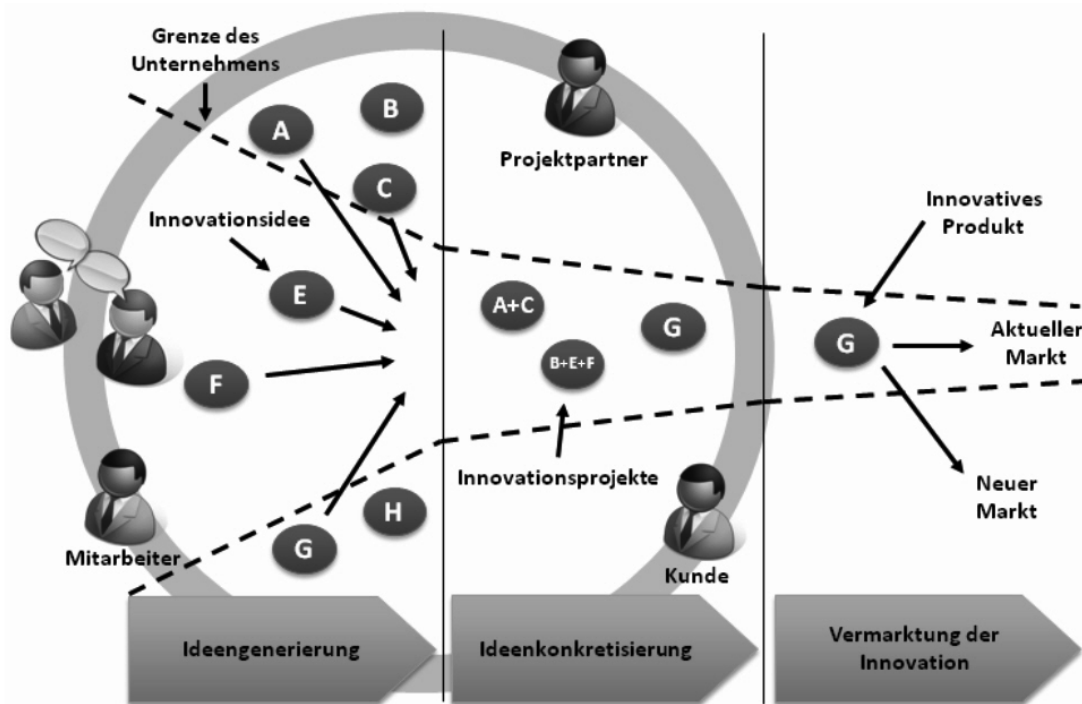 Grenze des
Unternehmens
A
B
C
Projektpartner
Innovationsidee
E
F
A+C
G
B+E+F
Innovationsprojekte
Innovatives
Produkt
G
Aktueller
Markt
Neuer
Markt
Mitarbeiter
H
G
Kunde
Ideengenerierung
Ideenkonkretisierung
Vermarktung der
Innovation